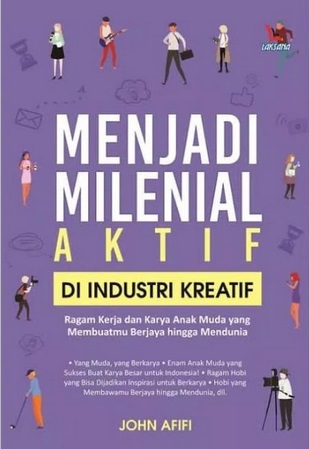 LAKSANA
MENJADI
MILENIAL
AKTIF
DI INDUSTRI KREATIF
Ragam Kerja dan Karya Anak Muda yang
Membuatmu Berjaya hingga Mendunia
• Yang Muda, yang Berkarya • Enam Anak Muda yang
Sukses Buat Karya Besar untuk Indonesia! • Ragam Hobi
yang Bisa Dijadikan Inspirasi untuk Berkarya • Hobi yang
Membawamu Berjaya hingga Mendunia, dll.
JOHN AFIFI